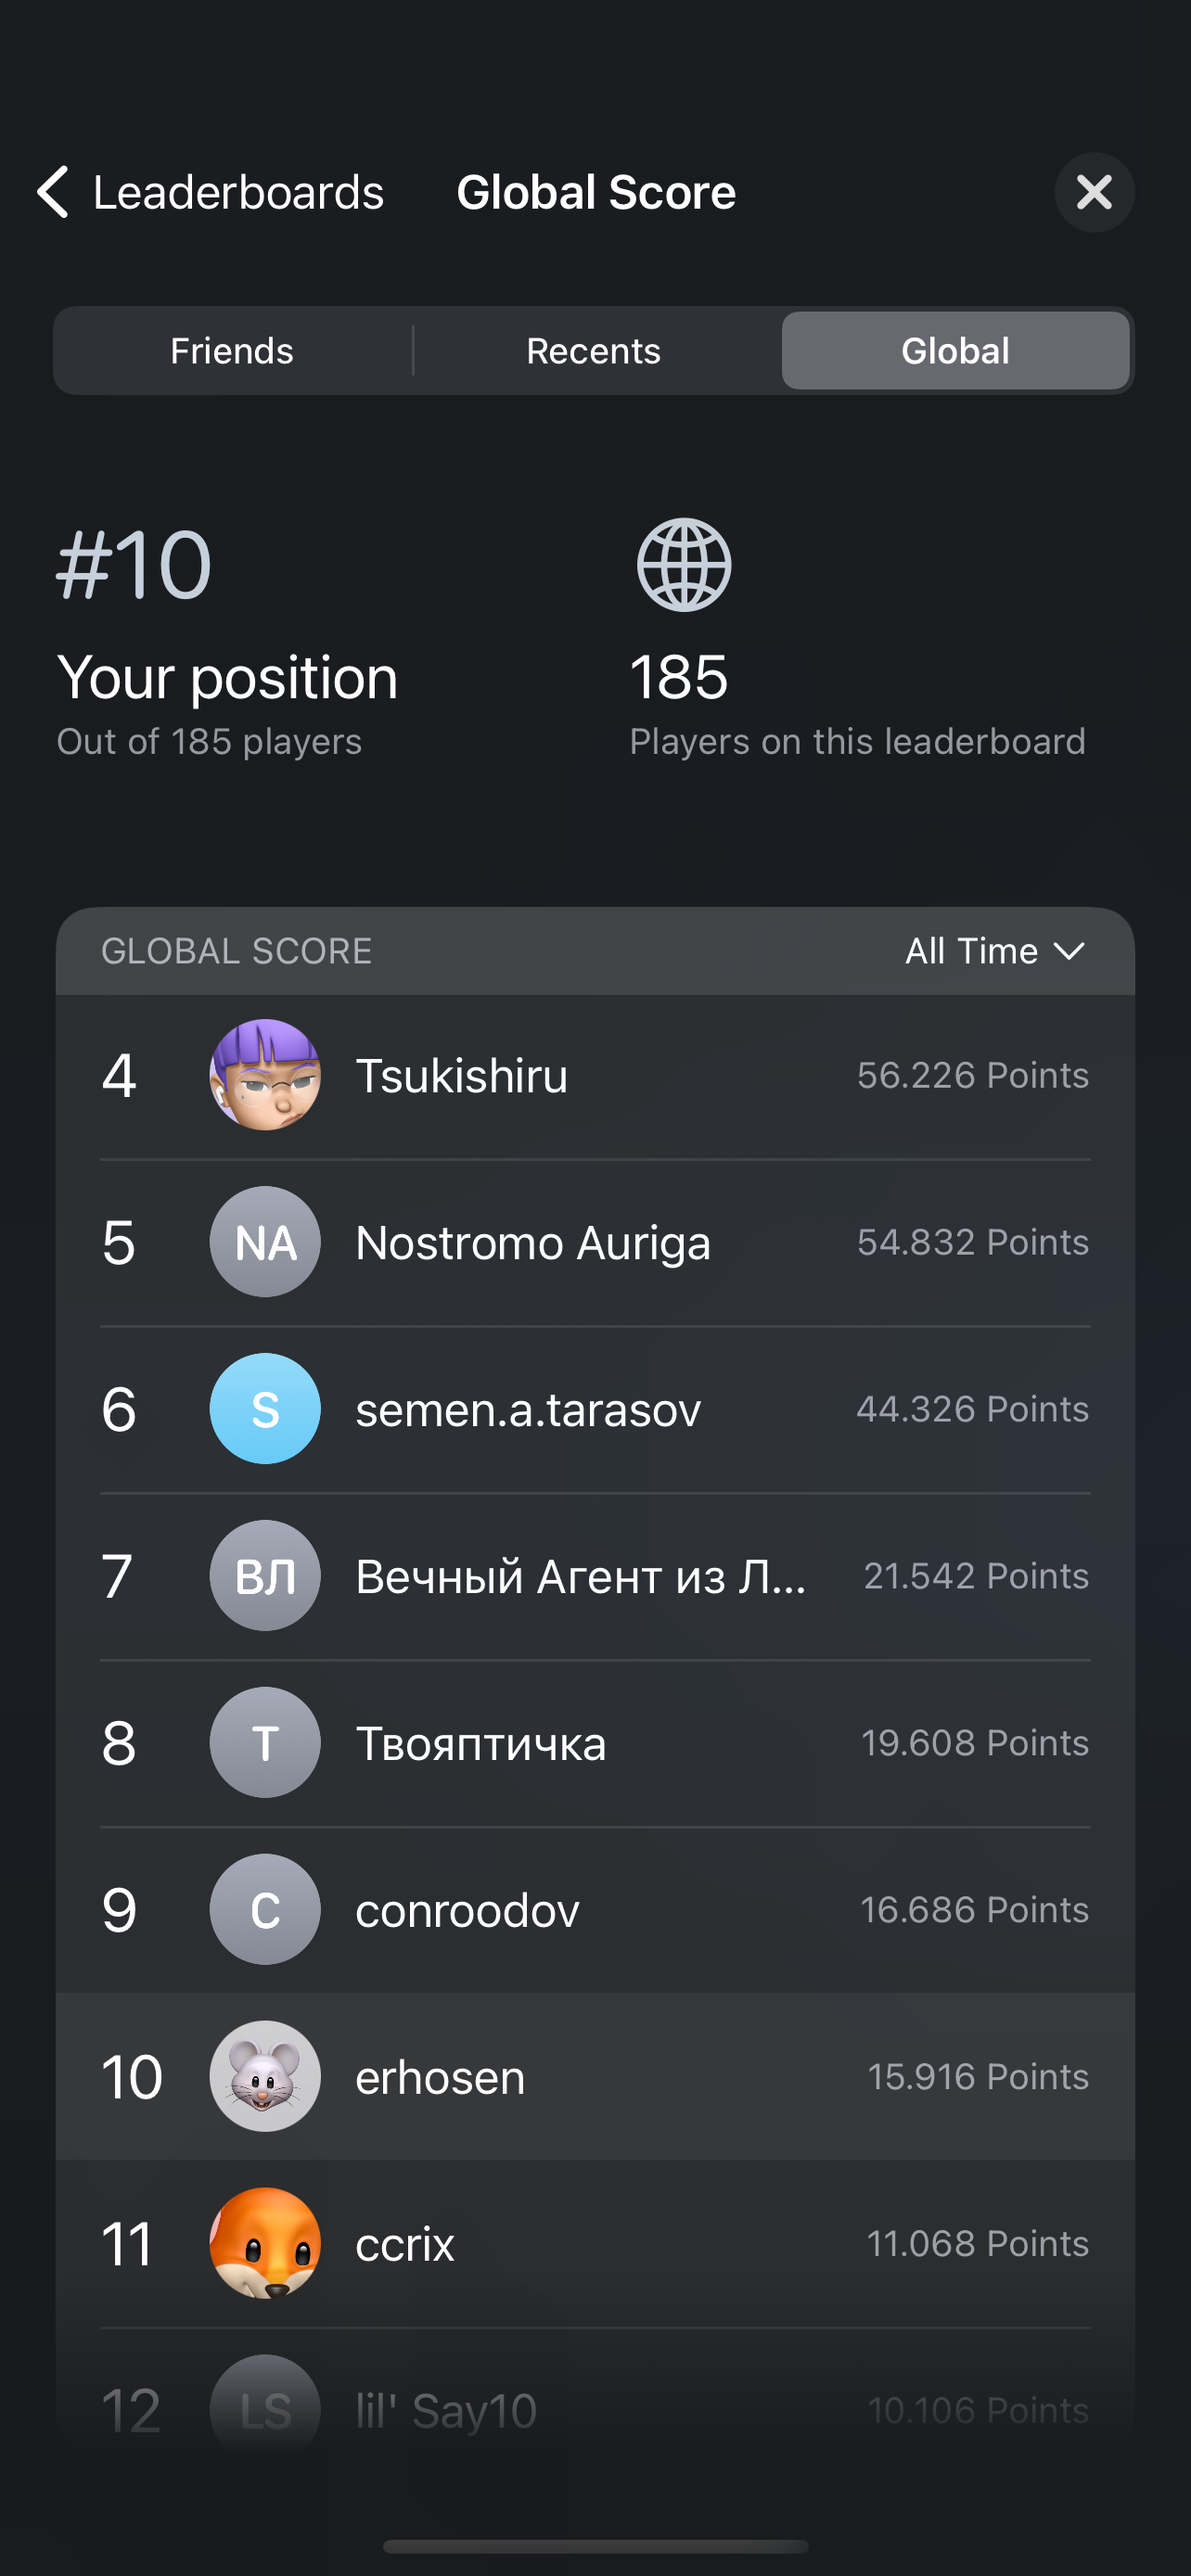 Leaderboards Global Score
Friends Recents Global
#10
Your position
Out of 185 players
185
Players on this leaderboard
GLOBAL SCORE All Time
4 Tsukishiru 56.226 Points
5 NA Nostromo Auriga 54.832 Points
6 S semen.a.tarasov 44.326 Points
7 ВЛ Вечный Агент из Л... 21.542 Points
8 Т Твояптичка 19.608 Points
9 C conroodov 16.686 Points
10 erhosen 15.916 Points
11 ccrix 11.068 Points
12 LS lil' Say10 10.106 Points